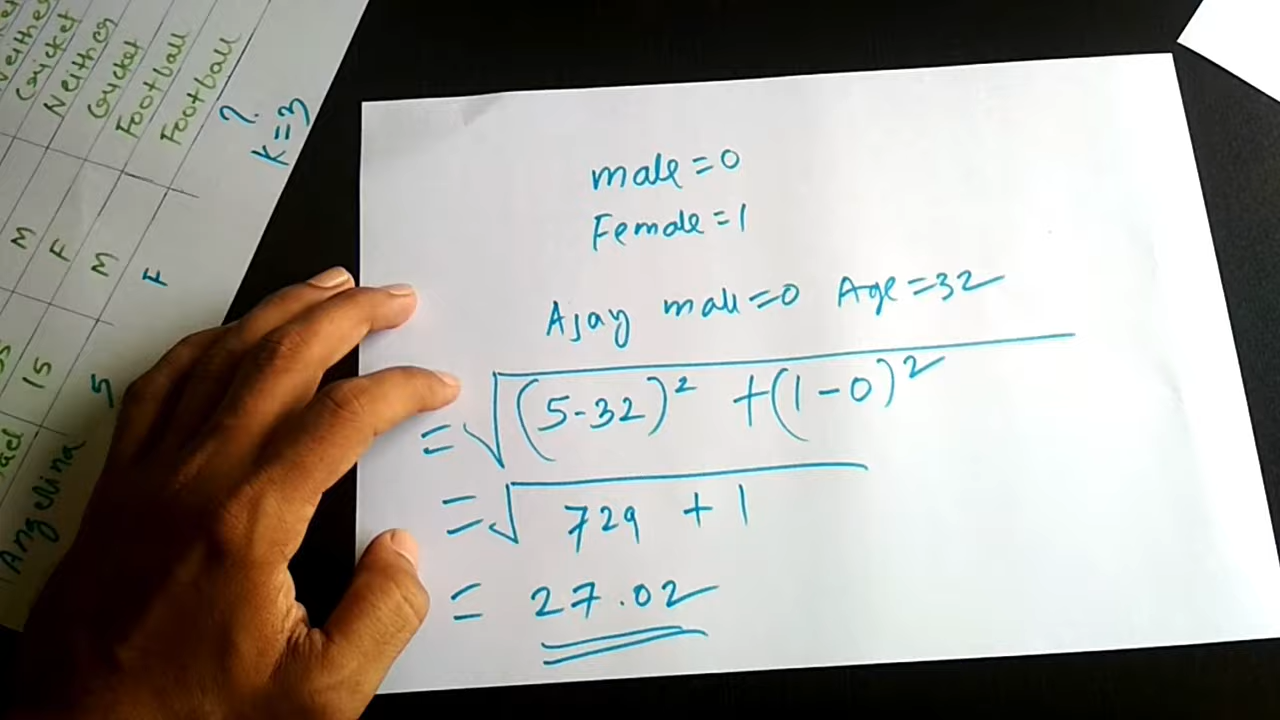 Neither
Cricket
Neither
Cricket
Football
Football
?
K=3
M
F
M
F
15
5
Angelina
male=0
Female=1
Ajay male=0 Age=32
=√(5-32)² +(1-0)²
=√729 + 1
= 27.02